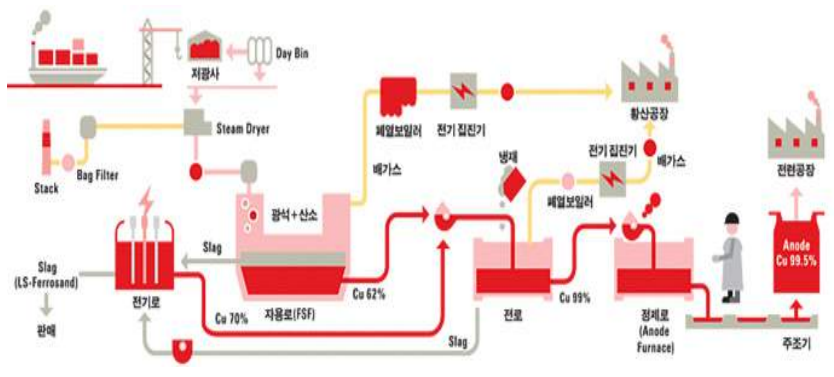 저광사
Day Bin
Steam Dryer
Bag Filter
Stack
폐열보일러
전기 집진기
황산공장
배가스
냉재
전기 집진기
배가스
폐열보일러
전련공장
광석+산소
Slag
Slag
(LS-Ferrosand)
판매
전기로
Cu 70%
자용로(FSF)
Cu 62%
Slag
전로
Cu 99%
정제로
(Anode
Furnace)
주조기
Anode
Cu 99.5%